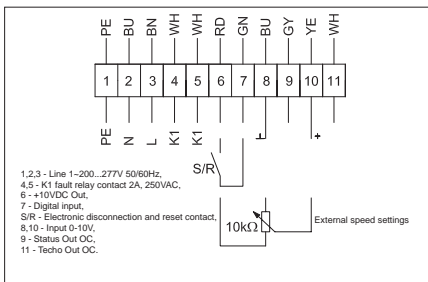 PE BU BN WH WH RD GN BU GY YE WH
1 2 3 4 5 6 7 8 9 10 11
PE N L K1 K1 ⊥ +
S/R
1,2,3 - Line 1~200...277V 50/60Hz,
4,5 - K1 fault relay contact 2A, 250VAC,
6 - +10VDC Out,
7 - Digital input,
S/R - Electronic disconnection and reset contact,
8,10 - Input 0-10V,
9 - Status Out OC,
11 - Techo Out OC.
10kΩ
External speed settings